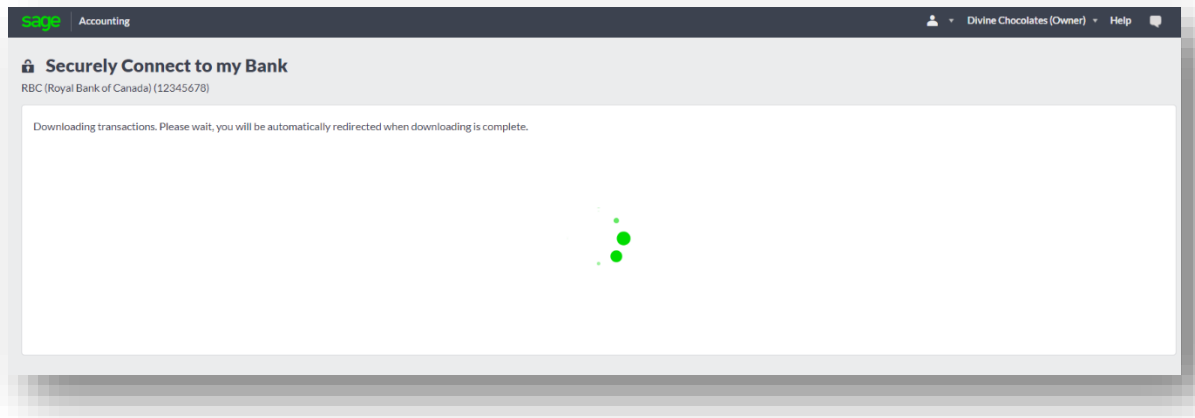 sage Accounting Divine Chocolates (Owner) Help
Securely Connect to my Bank
RBC (Royal Bank of Canada) (12345678)
Downloading transactions. Please wait, you will be automatically redirected when downloading is complete.